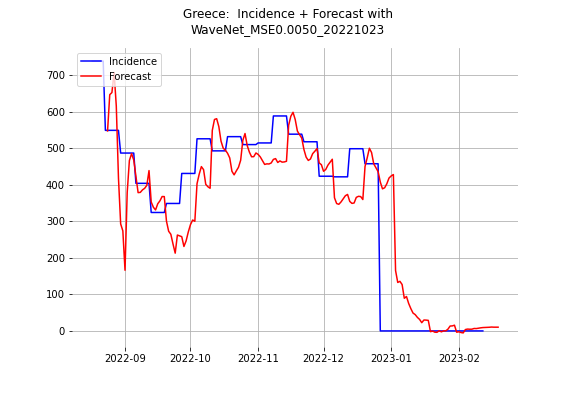 Greece:  Incidence + Forecast with
WaveNet_MSE0.0050_20221023
Incidence
Forecast
700
600
500
400
300
200
100
0
2022-09 2022-10 2022-11 2022-12 2023-01 2023-02